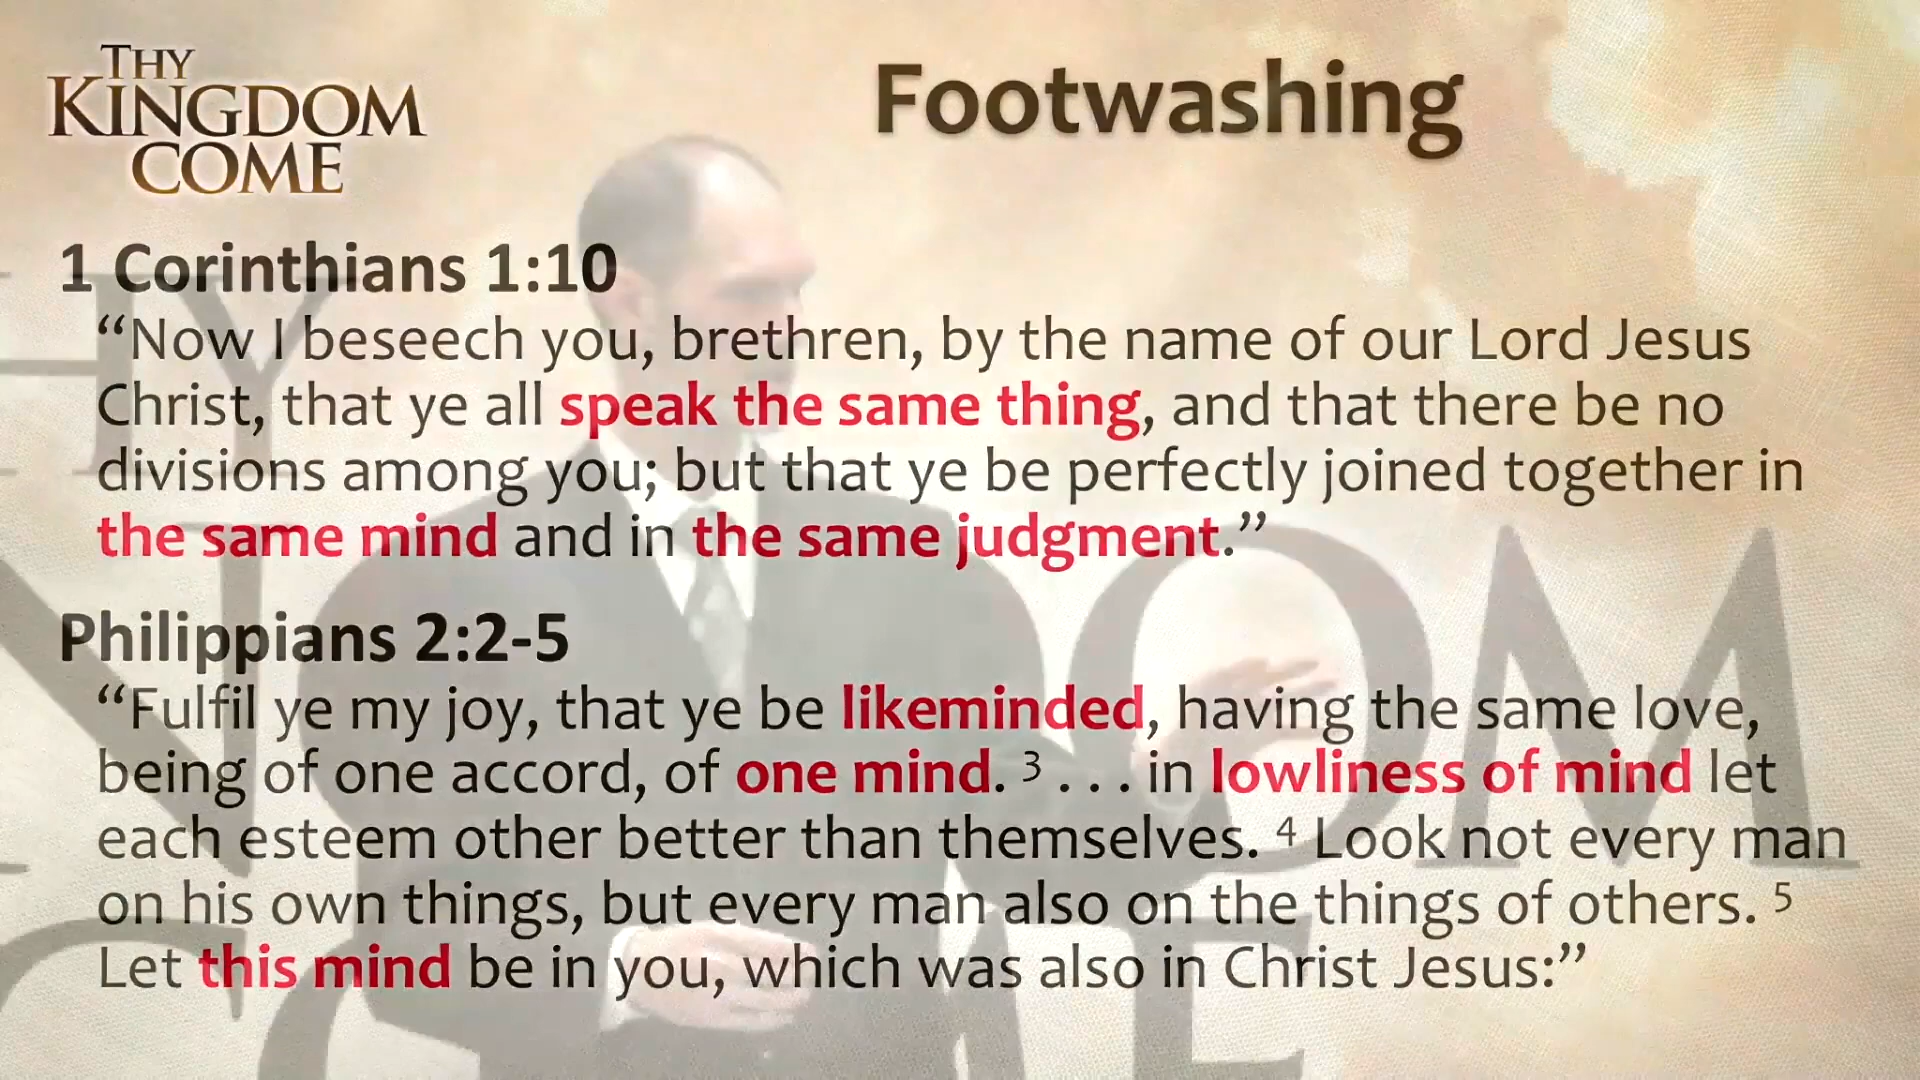 THY
KINGDOM
COME
Footwashing
1 Corinthians 1:10
“Now I beseech you, brethren, by the name of our Lord Jesus
Christ, that ye all speak the same thing, and that there be no
divisions among you; but that ye be perfectly joined together in
the same mind and in the same judgment.”
Philippians 2:2-5
“Fulfil ye my joy, that ye be likeminded, having the same love,
being of one accord, of one mind. ³ . . . in lowliness of mind let
each esteem other better than themselves. ⁴ Look not every man
on his own things, but every man also on the things of others. ⁵
Let this mind be in you, which was also in Christ Jesus:”